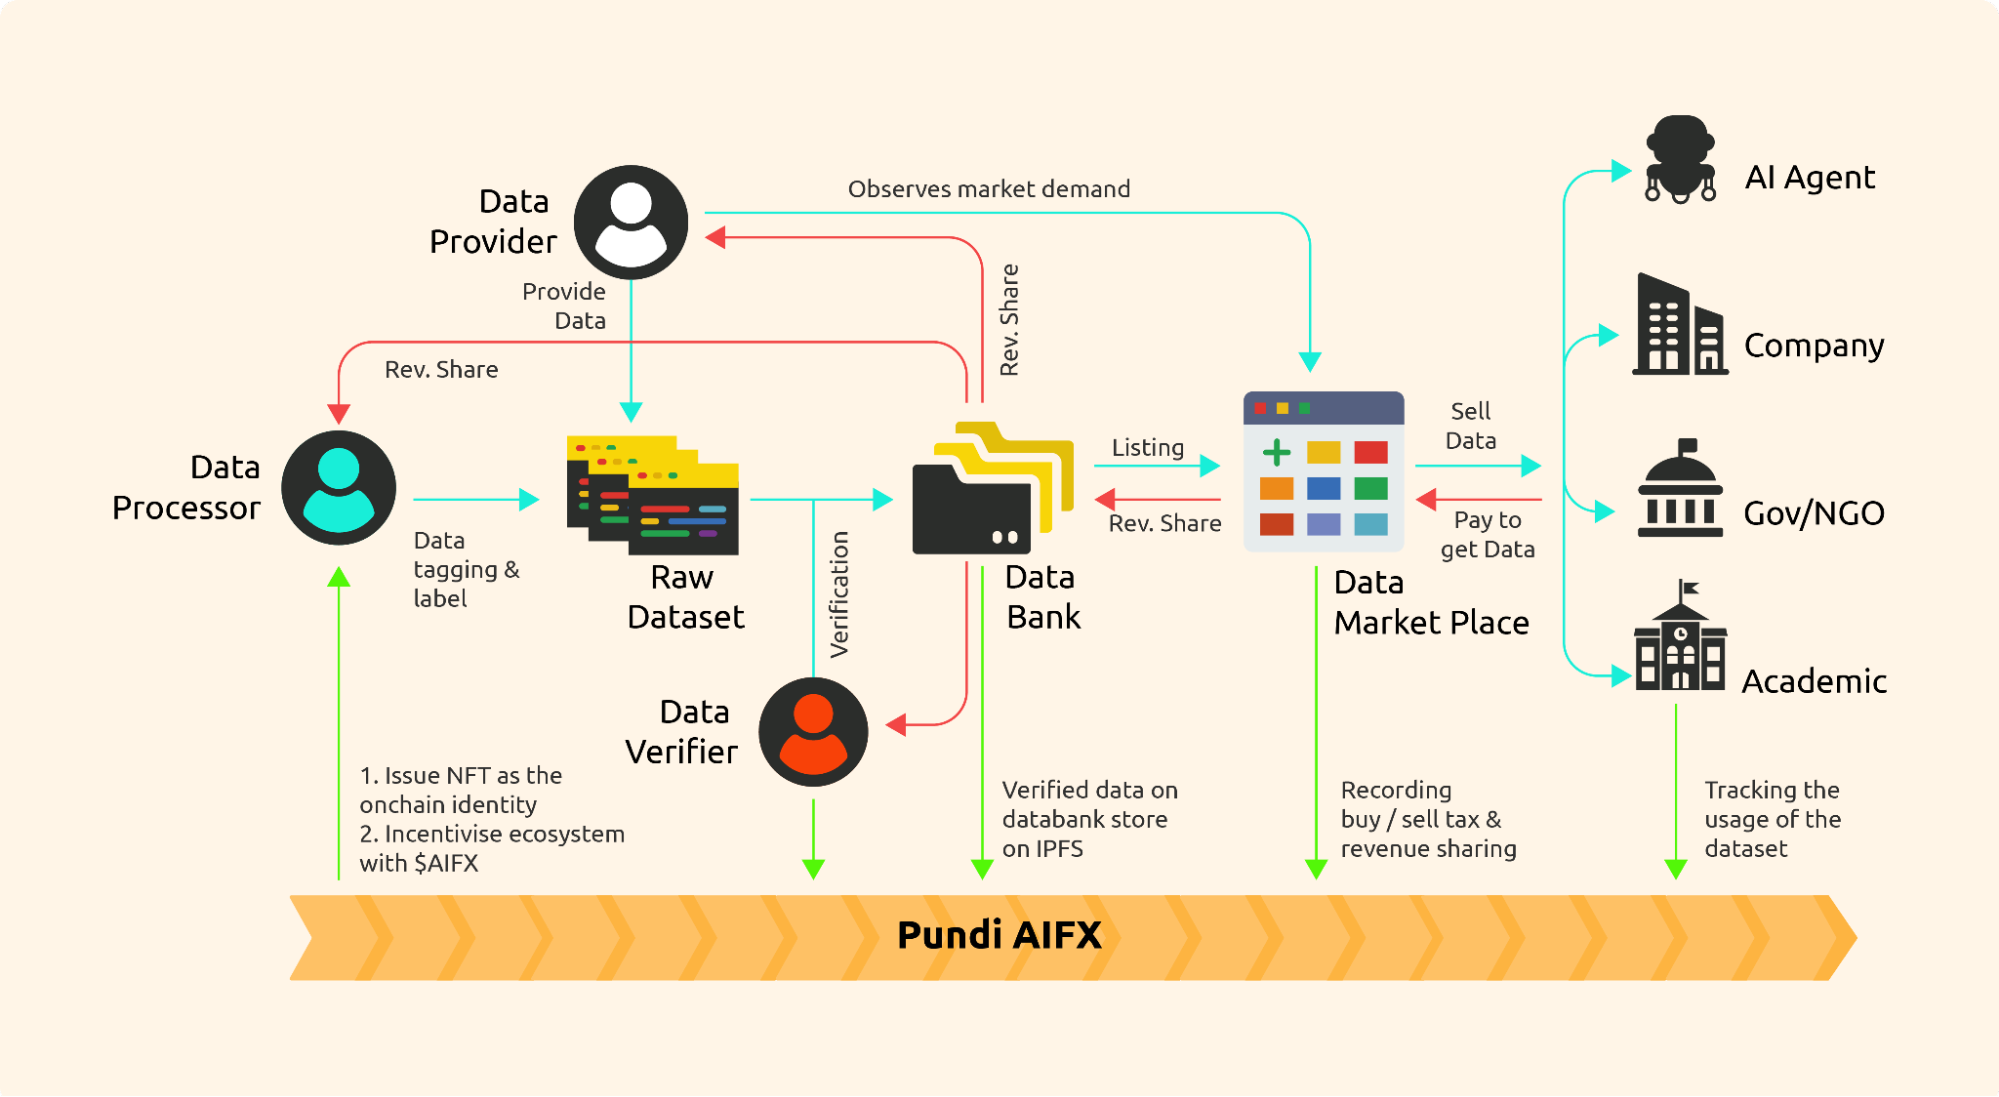 Data
Provider
Observes market demand
AI Agent
Provide
Data
Rev. Share
Rev. Share
Company
Data
Processor
Listing
Sell
Data
Rev. Share
Pay to
get Data
Gov/NGO
Data
tagging &
label
Raw
Dataset
Verification
Data
Bank
Data
Market Place
Academic
Data
Verifier
1. Issue NFT as the
onchain identity
2. Incentivise ecosystem
with $AIFX
Verified data on
databank store
on IPFS
Recording
buy / sell tax &
revenue sharing
Tracking the
usage of the
dataset
Pundi AIFX